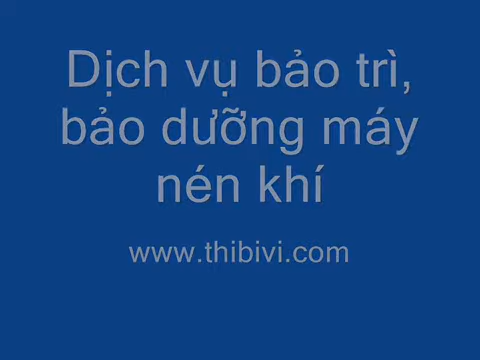 Dịch vụ bảo trì,
bảo dưỡng máy
nén khí
www.thibivi.com